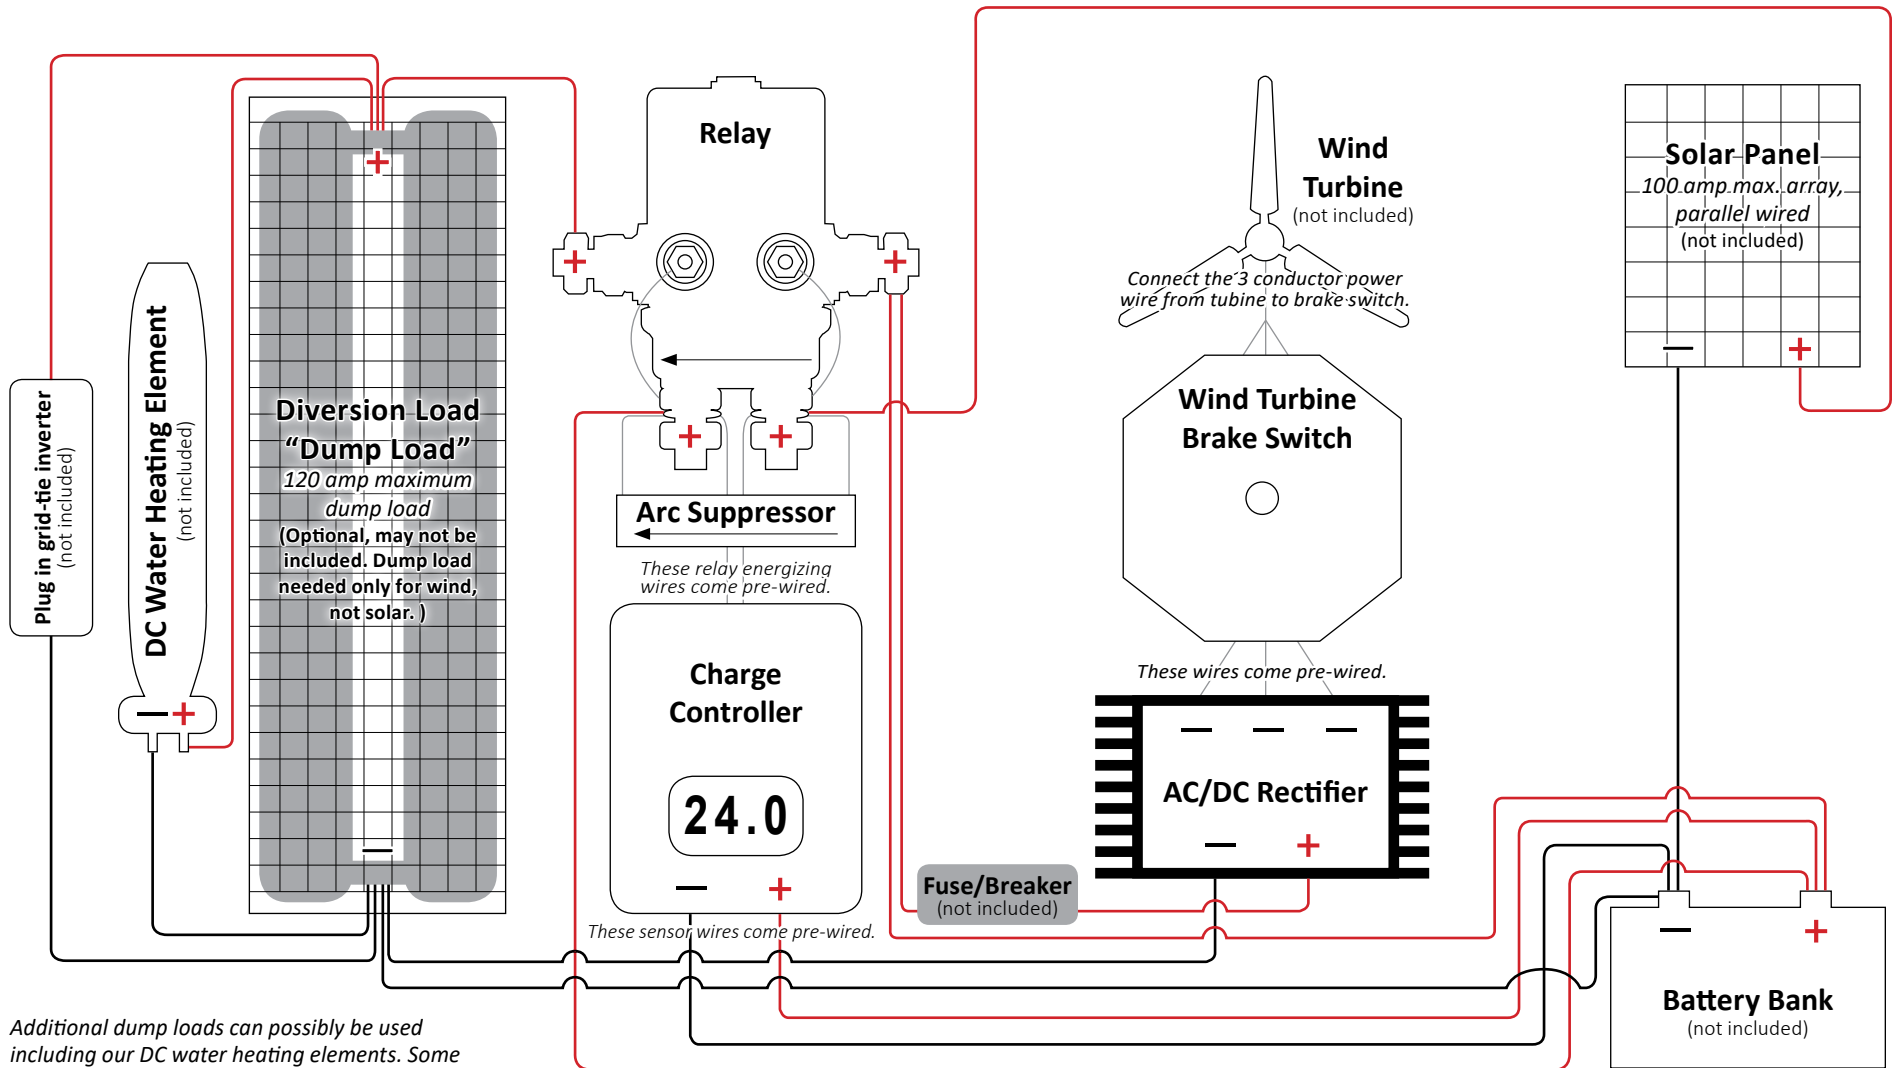 Relay
Wind
Turbine
(not included)
Connect the 3 conductor power
wire from tubine to brake switch.
Solar Panel
100 amp max. array,
parallel wired
(not included)
− +
+
+ +
Plug in grid-tie inverter
(not included)
DC Water Heating Element
(not included)
− +
Diversion Load
“Dump Load”
120 amp maximum
dump load
(Optional, may not be
included. Dump load
needed only for wind,
not solar. )
−
+ +
Arc Suppressor
These relay energizing
wires come pre-wired.
Charge
Controller
24.0
− +
These sensor wires come pre-wired.
Wind Turbine
Brake Switch
These wires come pre-wired.
− − −
AC/DC Rectifier
− +
Fuse/Breaker
(not included)
− +
Battery Bank
(not included)
Additional dump loads can possibly be used
including our DC water heating elements. Some